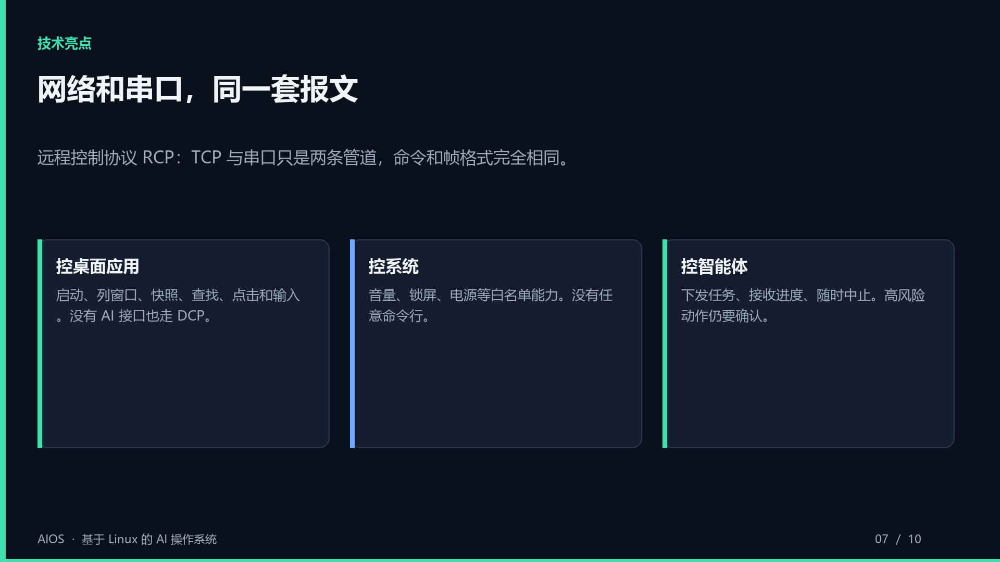 技术亮点
网络和串口，同一套报文
远程控制协议 RCP：TCP 与串口只是两条管道，命令和帧格式完全相同。
控桌面应用
启动、列窗口、快照、查找、点击和输入
。没有 AI 接口也走 DCP。
控系统
音量、锁屏、电源等白名单能力。没有任
意命令行。
控智能体
下发任务、接收进度、随时中止。高风险
动作仍要确认。
AIOS · 基于 Linux 的 AI 操作系统
07 / 10